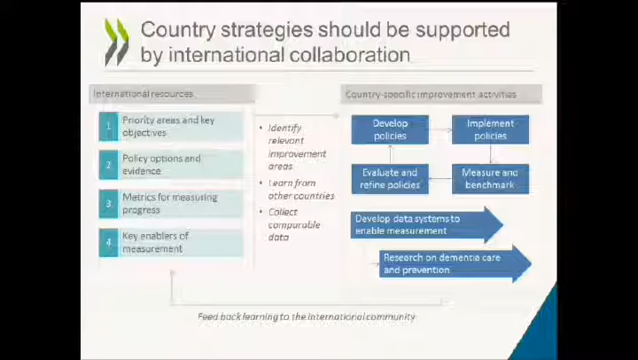 Country strategies should be supported
by international collaboration
International resources
1 Priority areas and key
objectives
2 Policy options and
evidence
3 Metrics for measuring
progress
4 Key enablers of
measurement
• Identify
relevant
improvement
areas
• Learn from
other countries
• Collect
comparable
data
Country-specific improvement activities
Develop
policies
Implement
policies
Evaluate and
refine policies
Measure and
benchmark
Develop data systems to
enable measurement
Research on dementia care
and prevention
Feed back learning to the international community